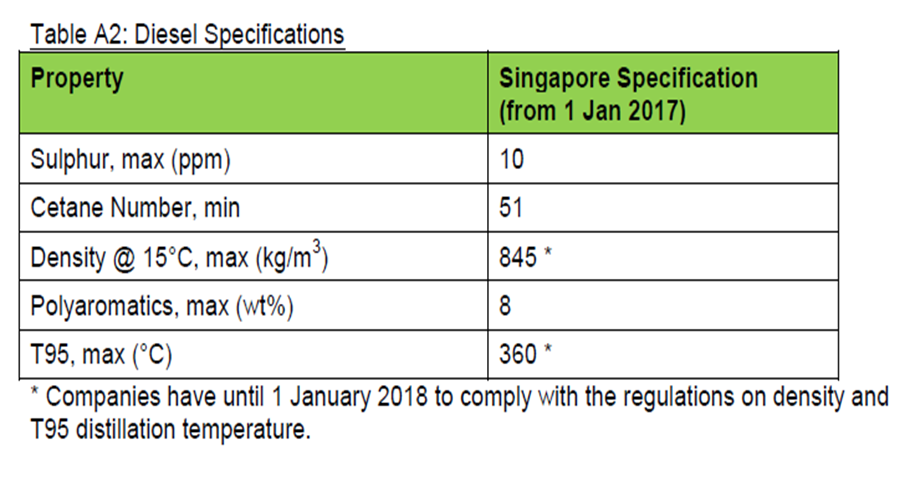 Table A2: Diesel Specifications
Property
Singapore Specification
(from 1 Jan 2017)
Sulphur, max (ppm) 10
Cetane Number, min 51
Density @ 15°C, max (kg/m³) 845 *
Polyaromatics, max (wt%) 8
T95, max (°C) 360 *
* Companies have until 1 January 2018 to comply with the regulations on density and
T95 distillation temperature.